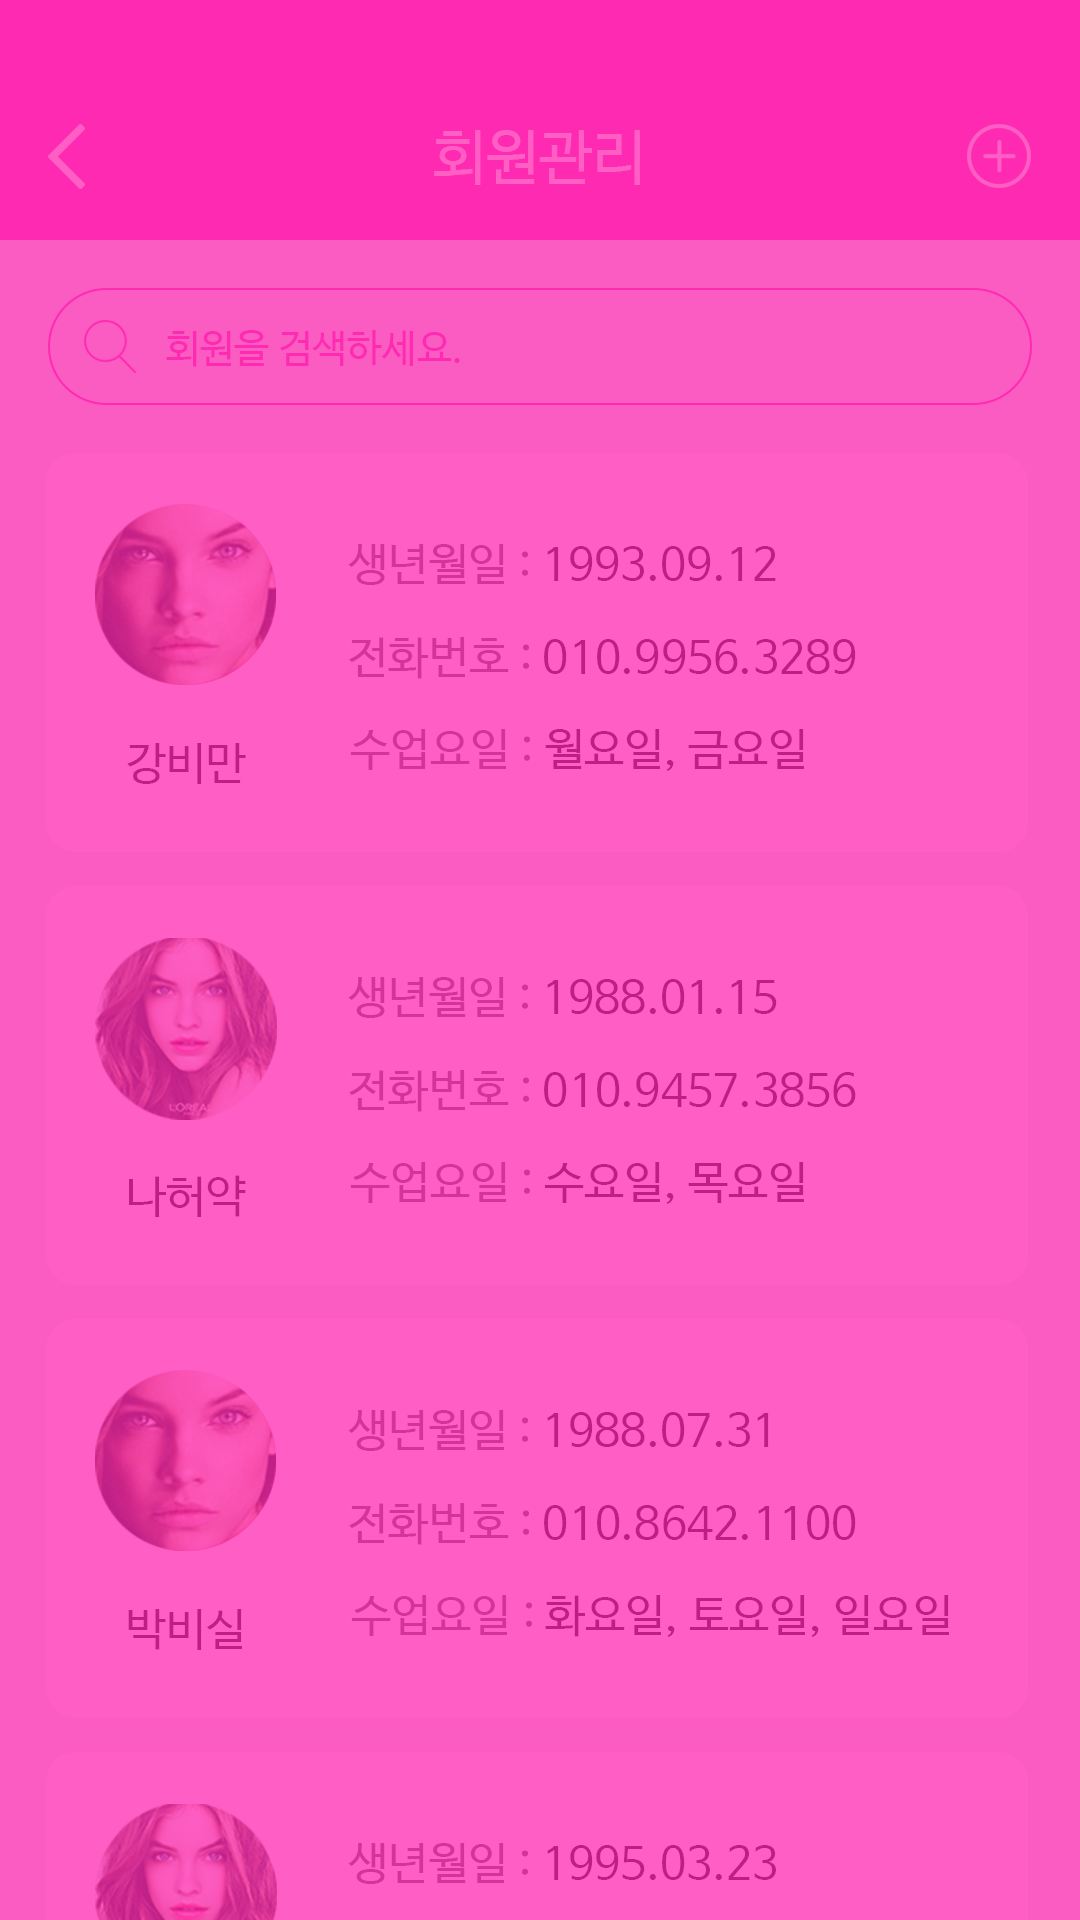 회원관리
회원을 검색하세요.
생년월일 : 1993.09.12
전화번호 : 010.9956.3289
수업요일 : 월요일, 금요일
강비만
생년월일 : 1988.01.15
전화번호 : 010.9457.3856
수업요일 : 수요일, 목요일
L'ORÉAL
나허약
생년월일 : 1988.07.31
전화번호 : 010.8642.1100
수업요일 : 화요일, 토요일, 일요일
박비실
생년월일 : 1995.03.23